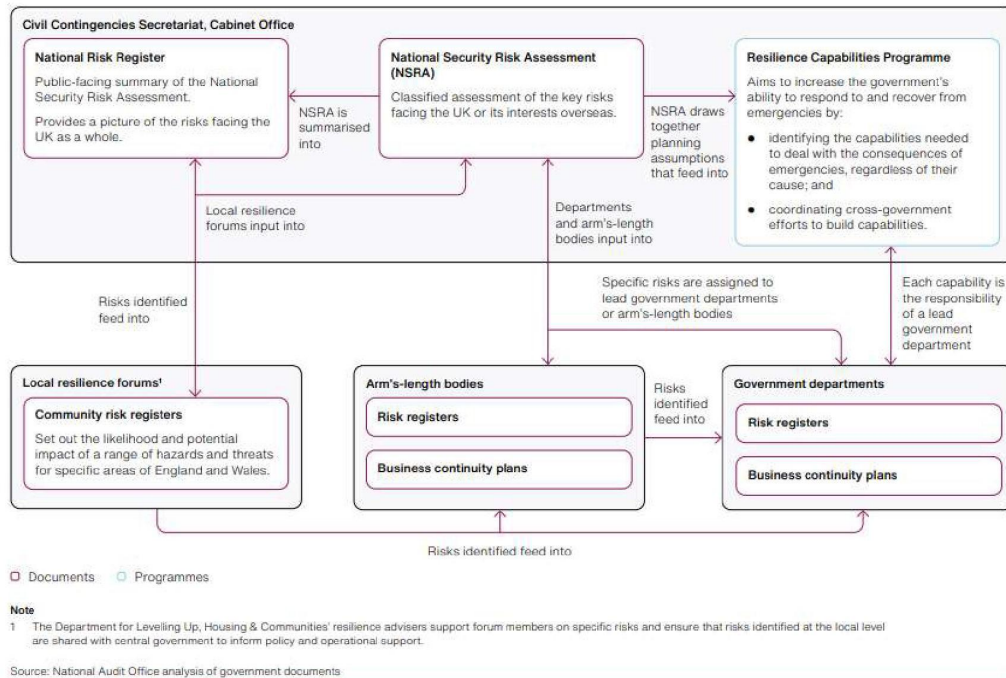 Civil Contingencies Secretariat, Cabinet Office
National Risk Register
Public-facing summary of the National
Security Risk Assessment.
Provides a picture of the risks facing the
UK as a whole.
NSRA is
summarised
into
National Security Risk Assessment
(NSRA)
Classified assessment of the key risks
facing the UK or its interests overseas.
NSRA draws
together
planning
assumptions
that feed into
Resilience Capabilities Programme
Aims to increase the government's
ability to respond to and recover from
emergencies by:
● identifying the capabilities needed
to deal with the consequences of
emergencies, regardless of their
cause; and
● coordinating cross-government
efforts to build capabilities.
Local resilience
forums input into
Departments
and arm's-length
bodies input into
Risks identified
feed into
Specific risks are assigned to
lead government departments
or arm's-length bodies
Each capability is
the responsibility
of a lead
government
department
Local resilience forums¹
Community risk registers
Set out the likelihood and potential
impact of a range of hazards and threats
for specific areas of England and Wales.
Arm's-length bodies
Risk registers
Business continuity plans
Risks
identified
feed into
Government departments
Risk registers
Business continuity plans
Risks identified feed into
Documents
Programmes
Note
1 The Department for Levelling Up, Housing & Communities' resilience advisers support forum members on specific risks and ensure that risks identified at the local level
are shared with central government to inform policy and operational support.
Source: National Audit Office analysis of government documents